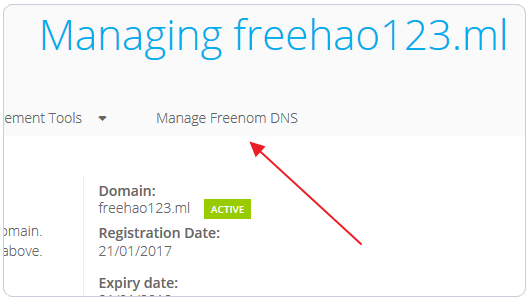 Managing freehao123.ml
ement Tools
Manage Freenom DNS
Domain:
freehao123.ml ACTIVE
omain.
Registration Date:
above.
21/01/2017
Expiry date: